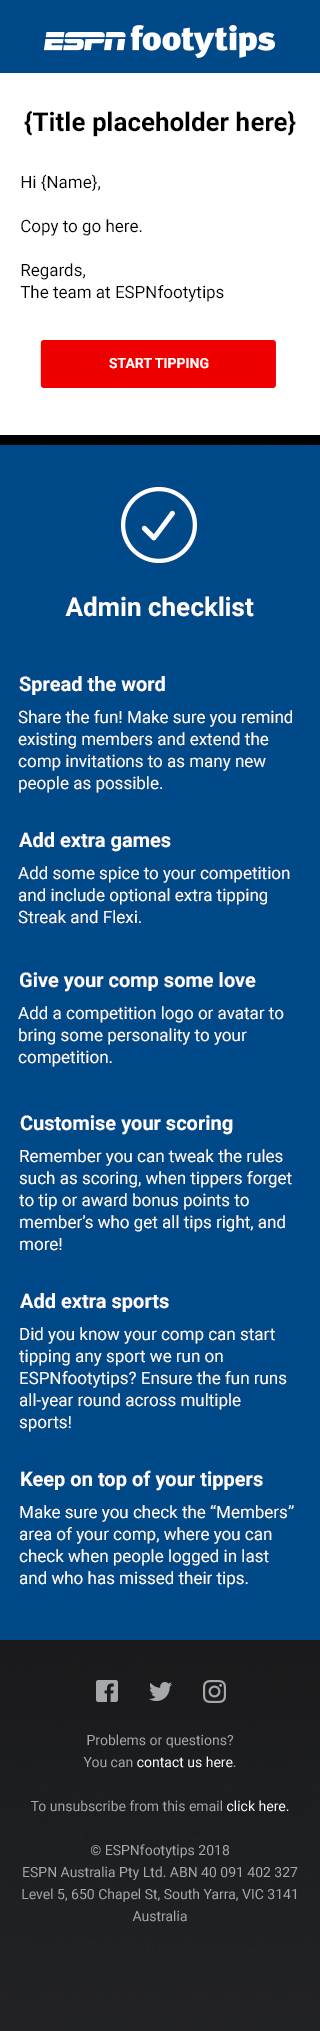 ESPN footytips
{Title placeholder here}
Hi {Name},
Copy to go here.
Regards,
The team at ESPNfootytips
START TIPPING
Admin checklist
Spread the word
Share the fun! Make sure you remind
existing members and extend the
comp invitations to as many new
people as possible.
Add extra games
Add some spice to your competition
and include optional extra tipping
Streak and Flexi.
Give your comp some love
Add a competition logo or avatar to
bring some personality to your
competition.
Customise your scoring
Remember you can tweak the rules
such as scoring, when tippers forget
to tip or award bonus points to
member’s who get all tips right, and
more!
Add extra sports
Did you know your comp can start
tipping any sport we run on
ESPNfootytips? Ensure the fun runs
all-year round across multiple
sports!
Keep on top of your tippers
Make sure you check the “Members”
area of your comp, where you can
check when people logged in last
and who has missed their tips.
Problems or questions?
You can contact us here.
To unsubscribe from this email click here.
© ESPNfootytips 2018
ESPN Australia Pty Ltd. ABN 40 091 402 327
Level 5, 650 Chapel St, South Yarra, VIC 3141
Australia